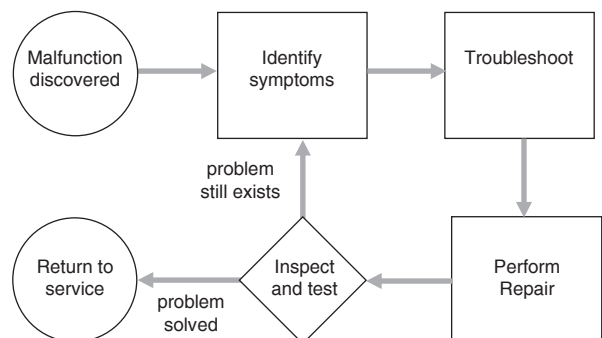 Malfunction
discovered
Identify
symptoms
Troubleshoot
problem
still exists
Return to
service
problem
solved
Inspect
and test
Perform
Repair